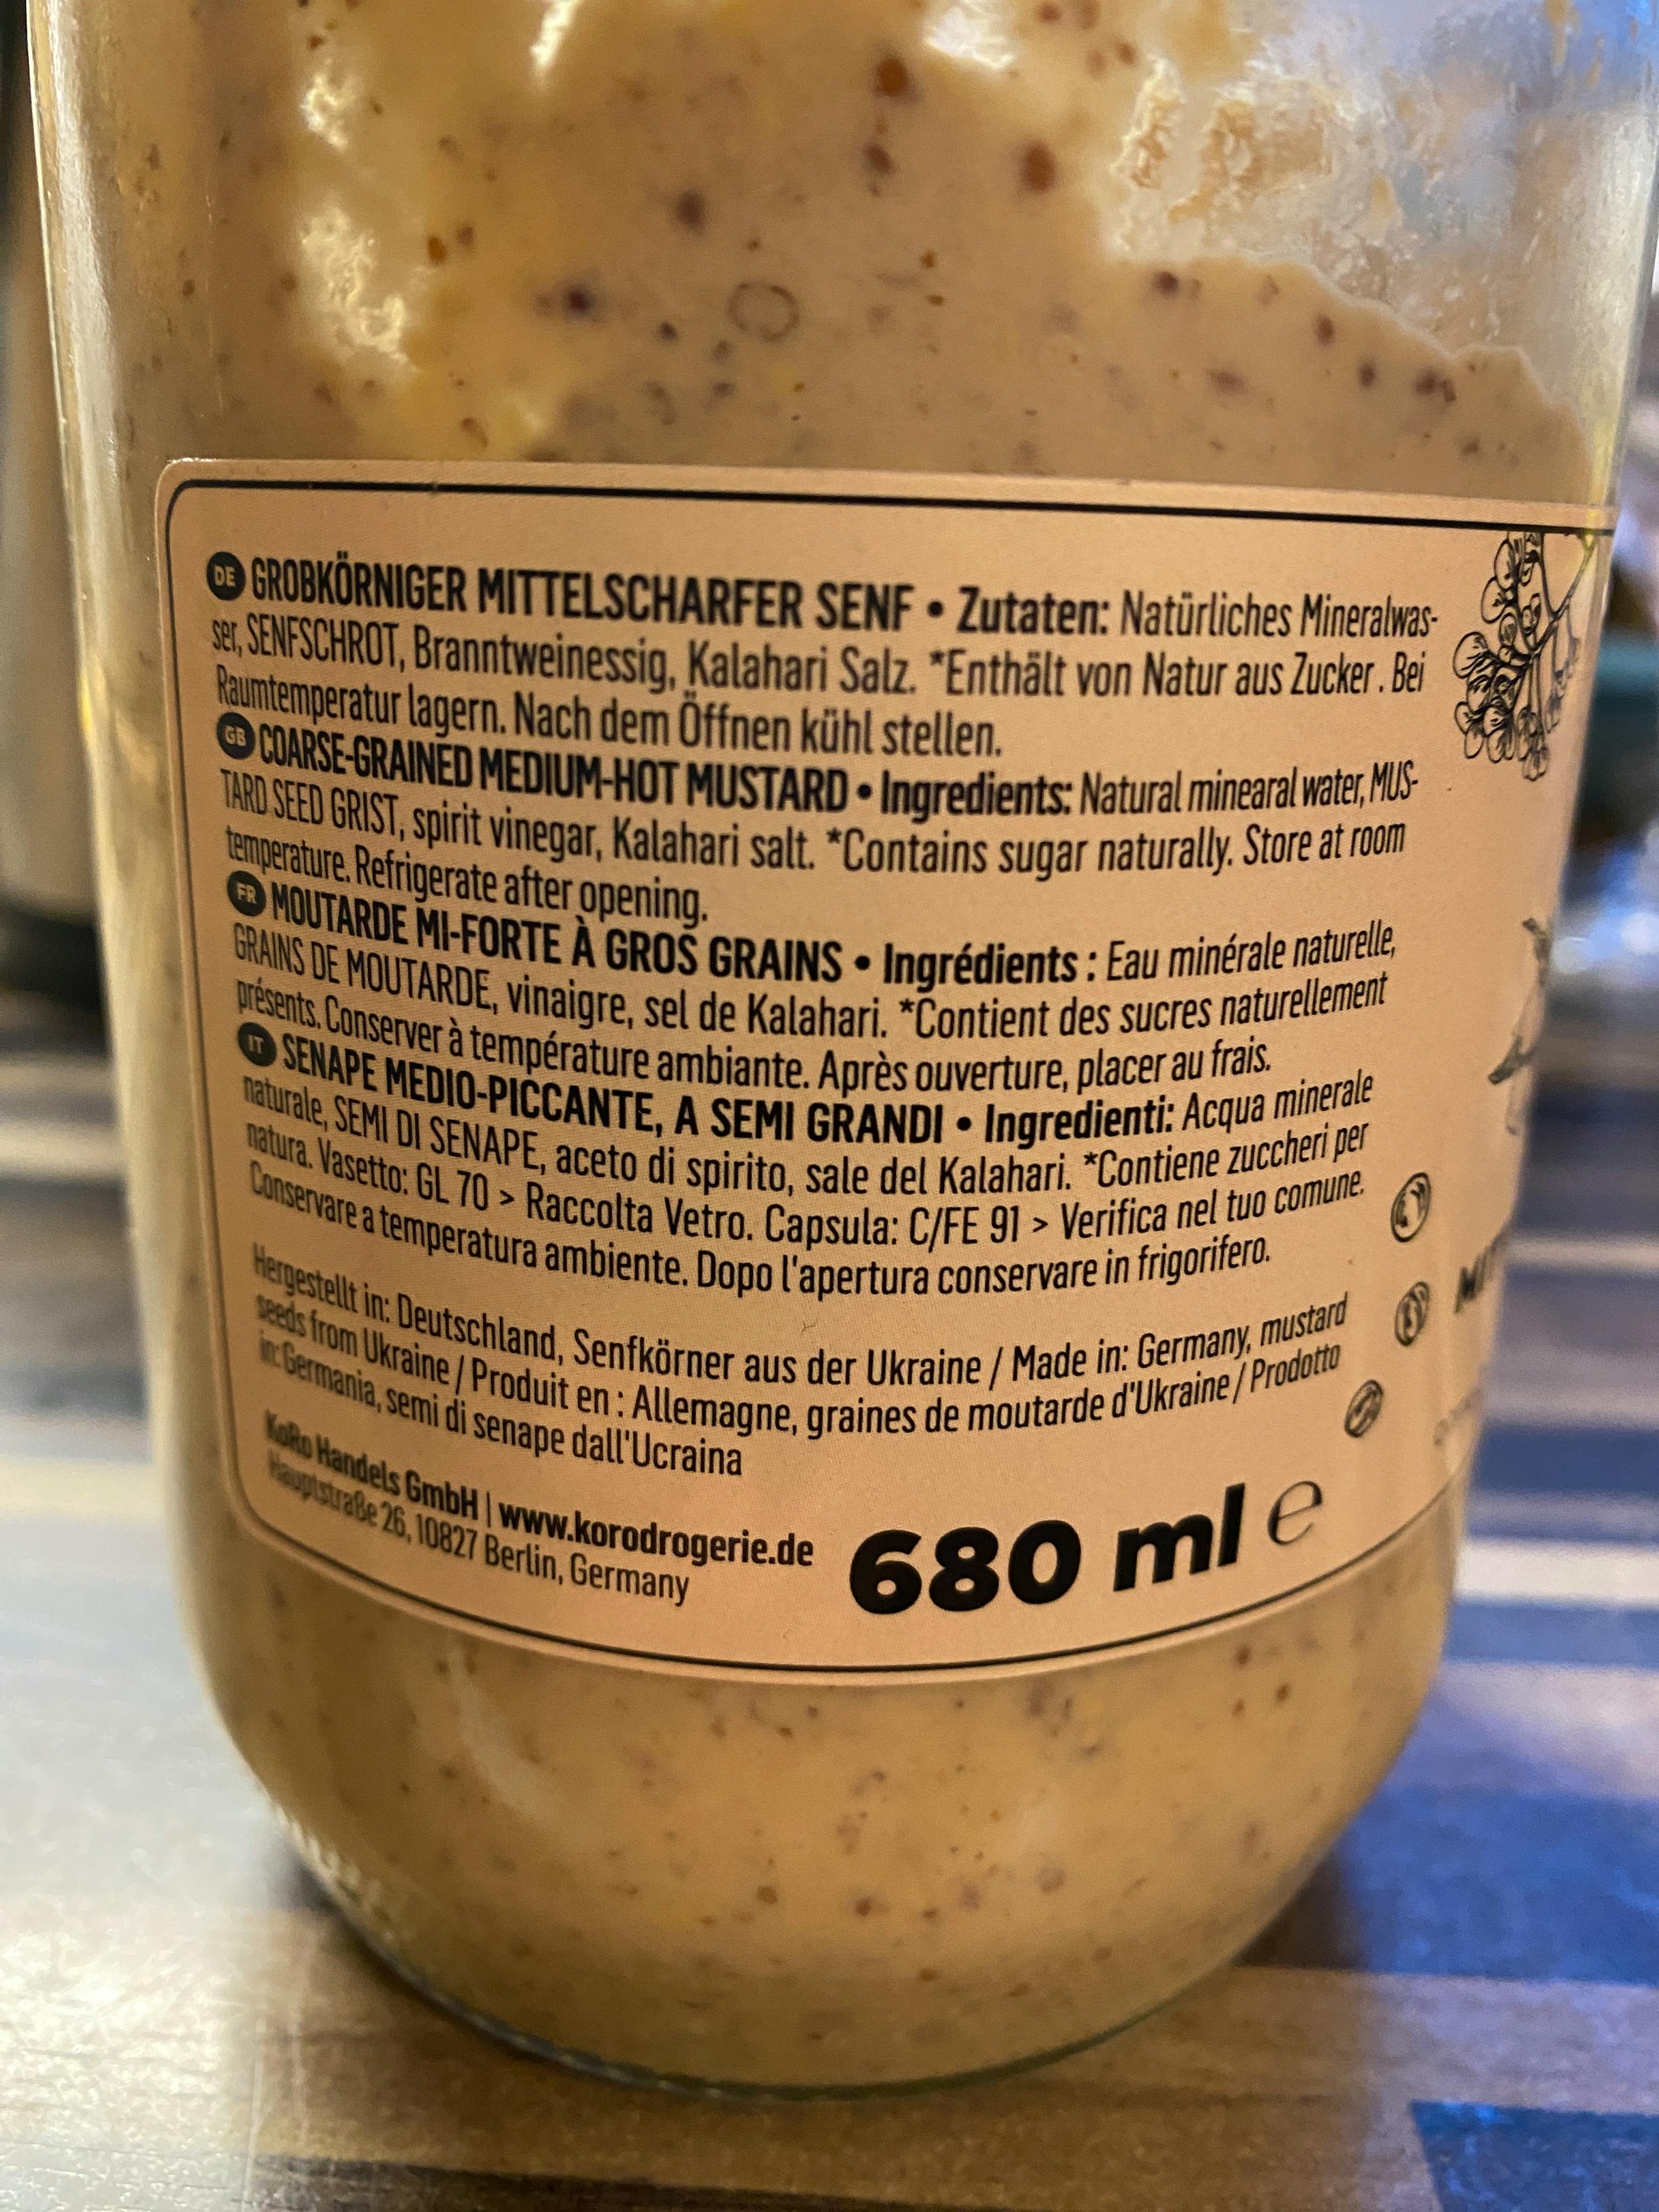 DE GROBKÖRNIGER MITTELSCHARFER SENF • Zutaten: Natürliches Mineralwas-
ser, SENFSCHROT, Branntweinessig, Kalahari Salz. *Enthält von Natur aus Zucker. Bei
Raumtemperatur lagern. Nach dem Öffnen kühl stellen.
GB COARSE-GRAINED MEDIUM-HOT MUSTARD • Ingredients: Natural minearal water, MUS-
TARD SEED GRIST, spirit vinegar, Kalahari salt. *Contains sugar naturally. Store at room
temperature. Refrigerate after opening.
FR MOUTARDE MI-FORTE À GROS GRAINS • Ingrédients : Eau minérale naturelle,
GRAINS DE MOUTARDE, vinaigre, sel de Kalahari. *Contient des sucres naturellement
présents. Conserver à température ambiante. Après ouverture, placer au frais.
IT SENAPE MEDIO-PICCANTE, A SEMI GRANDI • Ingredienti: Acqua minerale
naturale, SEMI DI SENAPE, aceto di spirito, sale del Kalahari. *Contiene zuccheri per
natura. Vasetto: GL 70 > Raccolta Vetro. Capsula: C/FE 91 > Verifica nel tuo comune.
Conservare a temperatura ambiente. Dopo l'apertura conservare in frigorifero.
Hergestellt in: Deutschland, Senfkörner aus der Ukraine / Made in: Germany, mustard
seeds from Ukraine / Produit en : Allemagne, graines de moutarde d'Ukraine / Prodotto
in: Germania, semi di senape dall'Ucraina
KoRo Handels GmbH | www.korodrogerie.de
Hauptstraße 26, 10827 Berlin, Germany
680 ml e